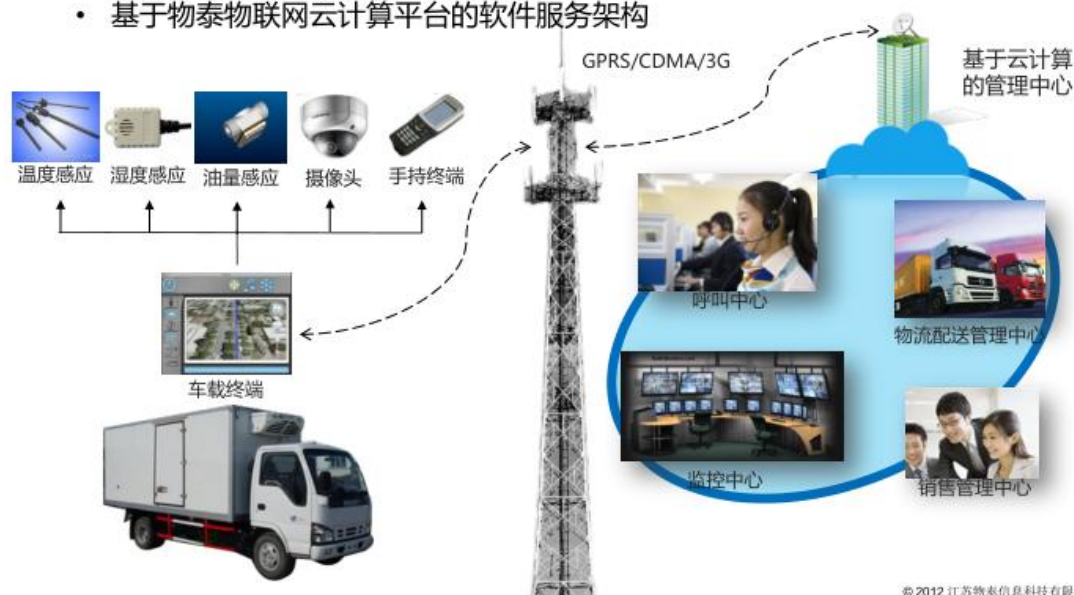 • 基于物泰物联网云计算平台的软件服务架构
GPRS/CDMA/3G
基于云计算
的管理中心
温度感应
湿度感应
油量感应
摄像头
手持终端
呼叫中心
物流配送管理中心
车载终端
监控中心
销售管理中心
© 2012 江苏物泰信息科技有限